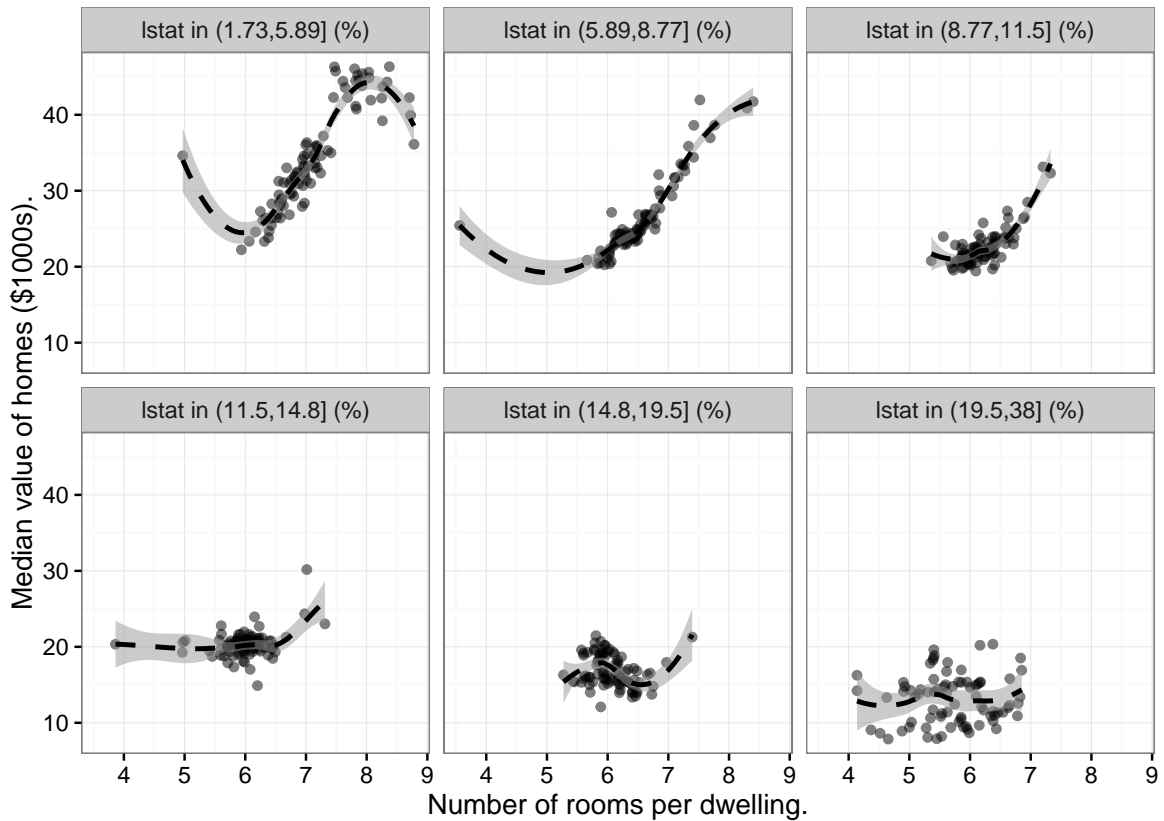 lstat in (1.73,5.89] (%)
lstat in (5.89,8.77] (%)
lstat in (8.77,11.5] (%)
40
30
20
10
lstat in (11.5,14.8] (%)
lstat in (14.8,19.5] (%)
lstat in (19.5,38] (%)
40
30
20
10
4 5 6 7 8 9
4 5 6 7 8 9
4 5 6 7 8 9
Number of rooms per dwelling.
Median value of homes ($1000s).